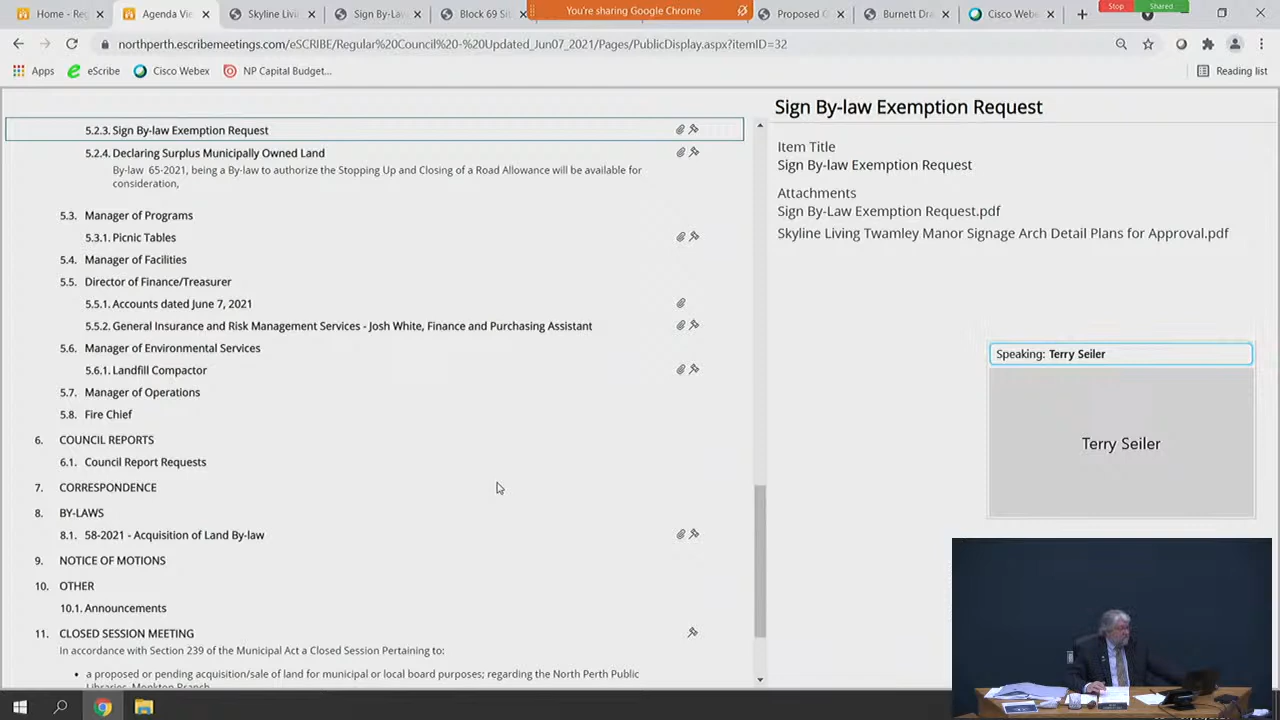 Home - Reg
Agenda Vie
Skyline Livi
Sign By-Law
Block 69 Sit
You're sharing Google Chrome
Proposed C
Burnett Dra
Cisco Webe
Stop
Shared
northperth.escribemeetings.com/eSCRIBE/Regular%20Council%20-%20Updated_Jun07_2021/Pages/PublicDisplay.aspx?itemID=32
Apps
eScribe
Cisco Webex
NP Capital Budget...
Reading list
5.2.3. Sign By-law Exemption Request
5.2.4. Declaring Surplus Municipally Owned Land
By-law 65-2021, being a By-law to authorize the Stopping Up and Closing of a Road Allowance will be available for
consideration,
5.3. Manager of Programs
5.3.1. Picnic Tables
5.4. Manager of Facilities
5.5. Director of Finance/Treasurer
5.5.1. Accounts dated June 7, 2021
5.5.2. General Insurance and Risk Management Services - Josh White, Finance and Purchasing Assistant
5.6. Manager of Environmental Services
5.6.1. Landfill Compactor
5.7. Manager of Operations
5.8. Fire Chief
6. COUNCIL REPORTS
6.1. Council Report Requests
7. CORRESPONDENCE
8. BY-LAWS
8.1. 58-2021 - Acquisition of Land By-law
9. NOTICE OF MOTIONS
10. OTHER
10.1. Announcements
11. CLOSED SESSION MEETING
In accordance with Section 239 of the Municipal Act a Closed Session Pertaining to:
• a proposed or pending acquisition/sale of land for municipal or local board purposes; regarding the North Perth Public
Libraries, Monkton Branch
Sign By-law Exemption Request
Item Title
Sign By-law Exemption Request
Attachments
Sign By-Law Exemption Request.pdf
Skyline Living Twamley Manor Signage Arch Detail Plans for Approval.pdf
Speaking: Terry Seiler
Terry Seiler